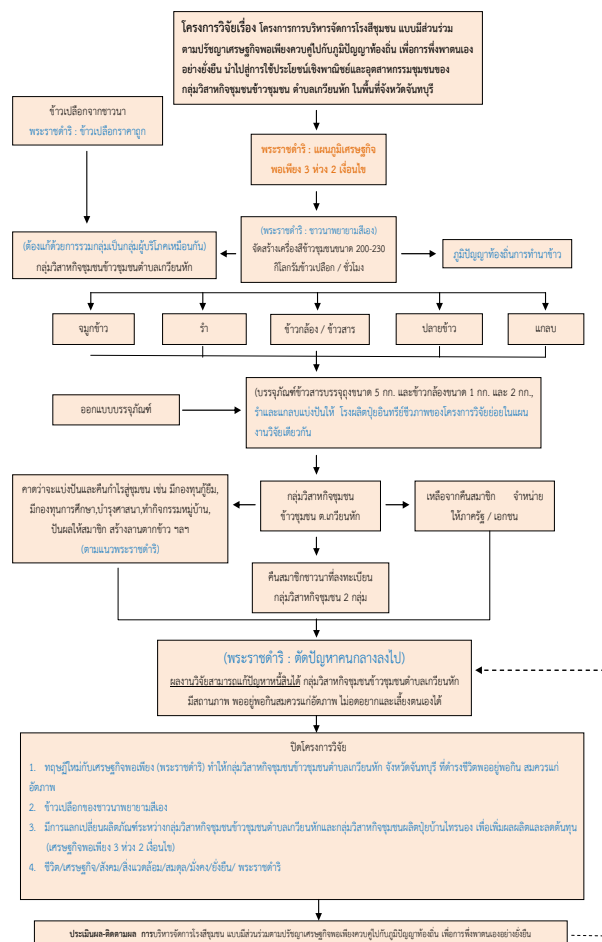 โครงการวิจัยเรื่อง โครงการการบริหารจัดการโรงสีชุมชน แบบมีส่วนร่วม
ตามปรัชญาเศรษฐกิจพอเพียงควบคู่ไปกับภูมิปัญญาท้องถิ่น เพื่อการพึ่งพาตนเอง
อย่างยั่งยืน นำไปสู่การใช้ประโยชน์เชิงพาณิชย์และอุตสาหกรรมชุมชนของ
กลุ่มวิสาหกิจชุมชนข้าวชุมชน ตำบลเกวียนหัก ในพื้นที่จังหวัดจันทบุรี
ข้าวเปลือกจากชาวนา
พระราชดำริ : ข้าวเปลือกราคาถูก
พระราชดำริ : แผนภูมิเศรษฐกิจ
พอเพียง 3 ห่วง 2 เงื่อนไข
(ต้องแก้ด้วยการรวมกลุ่มเป็นกลุ่มผู้บริโภคเหมือนกัน)
กลุ่มวิสาหกิจชุมชนข้าวชุมชนตำบลเกวียนหัก
(พระราชดำริ : ชาวนาพยายามสีเอง)
จัดสร้างเครื่องสีข้าวชุมชนขนาด 200-230
กิโลกรัมข้าวเปลือก / ชั่วโมง
ภูมิปัญญาท้องถิ่นการทำนาข้าว
จมูกข้าว
รำ
ข้าวกล้อง / ข้าวสาร
ปลายข้าว
แกลบ
ออกแบบบรรจุภัณฑ์
(บรรจุภัณฑ์ข้าวสารบรรจุถุงขนาด 5 กก. และข้าวกล้องขนาด 1 กก. และ 2 กก.,
รำและแกลบแบ่งปันให้ โรงผลิตปุ๋ยอินทรีย์ชีวภาพของโครงการวิจัยย่อยในแผน
งานวิจัยเดียวกัน
คาดว่าจะแบ่งปันและคืนกำไรสู่ชุมชน เช่น มีกองทุนกู้ยืม,
มีกองทุนการศึกษา,บำรุงศาสนา,ทำกิจกรรมหมู่บ้าน,
ปันผลให้สมาชิก สร้างลานตากข้าว ฯลฯ
(ตามแนวพระราชดำริ)
กลุ่มวิสาหกิจชุมชน
ข้าวชุมชน ต.เกวียนหัก
เหลือจากคืนสมาชิก จำหน่าย
ให้ภาครัฐ / เอกชน
คืนสมาชิกชาวนาที่ลงทะเบียน
กลุ่มวิสาหกิจชุมชน 2 กลุ่ม
(พระราชดำริ : ตัดปัญหาคนกลางลงไป)
ผลงานวิจัยสามารถแก้ปัญหาหนี้สินได้ กลุ่มวิสาหกิจชุมชนข้าวชุมชนตำบลเกวียนหัก
มีสถานภาพ พออยู่พอกินสมควรแก่อัตภาพ ไม่อดอยากและเลี้ยงตนเองได้
ปิดโครงการวิจัย
1. ทฤษฎีใหม่กับเศรษฐกิจพอเพียง (พระราชดำริ) ทำให้กลุ่มวิสาหกิจชุมชนข้าวชุมชนตำบลเกวียนหัก จังหวัดจันทบุรี ที่ดำรงชีวิตพออยู่พอกิน สมควรแก่
อัตภาพ
2. ข้าวเปลือกของชาวนาพยายามสีเอง
3. มีการแลกเปลี่ยนผลิตภัณฑ์ระหว่างกลุ่มวิสาหกิจชุมชนข้าวชุมชนตำบลเกวียนหักและกลุ่มวิสาหกิจชุมชนผลิตปุ๋ยบ้านไทรนอง เพื่อเพิ่มผลผลิตและลดต้นทุน
(เศรษฐกิจพอเพียง 3 ห่วง 2 เงื่อนไข)
4. ชีวิต/เศรษฐกิจ/สังคม/สิ่งแวดล้อม/สมดุล/มั่งคง/ยั่งยืน/ พระราชดำริ
ประเมินผล-ติดตามผล การบริหารจัดการโรงสีชุมชน แบบมีส่วนร่วมตามปรัชญาเศรษฐกิจพอเพียงควบคู่ไปกับภูมิปัญญาท้องถิ่น เพื่อการพึ่งพาตนเองอย่างยั่งยืน